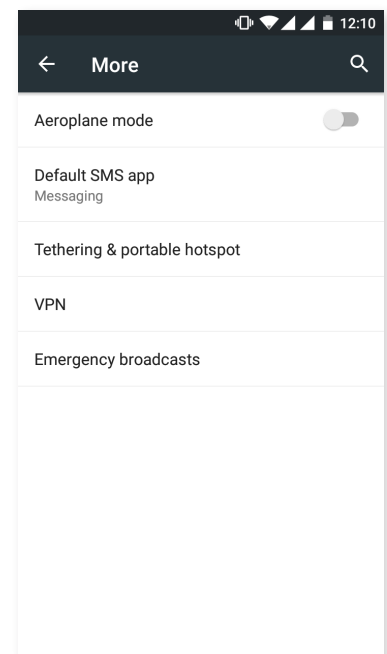 12:10
More
Aeroplane mode
Default SMS app
Messaging
Tethering & portable hotspot
VPN
Emergency broadcasts